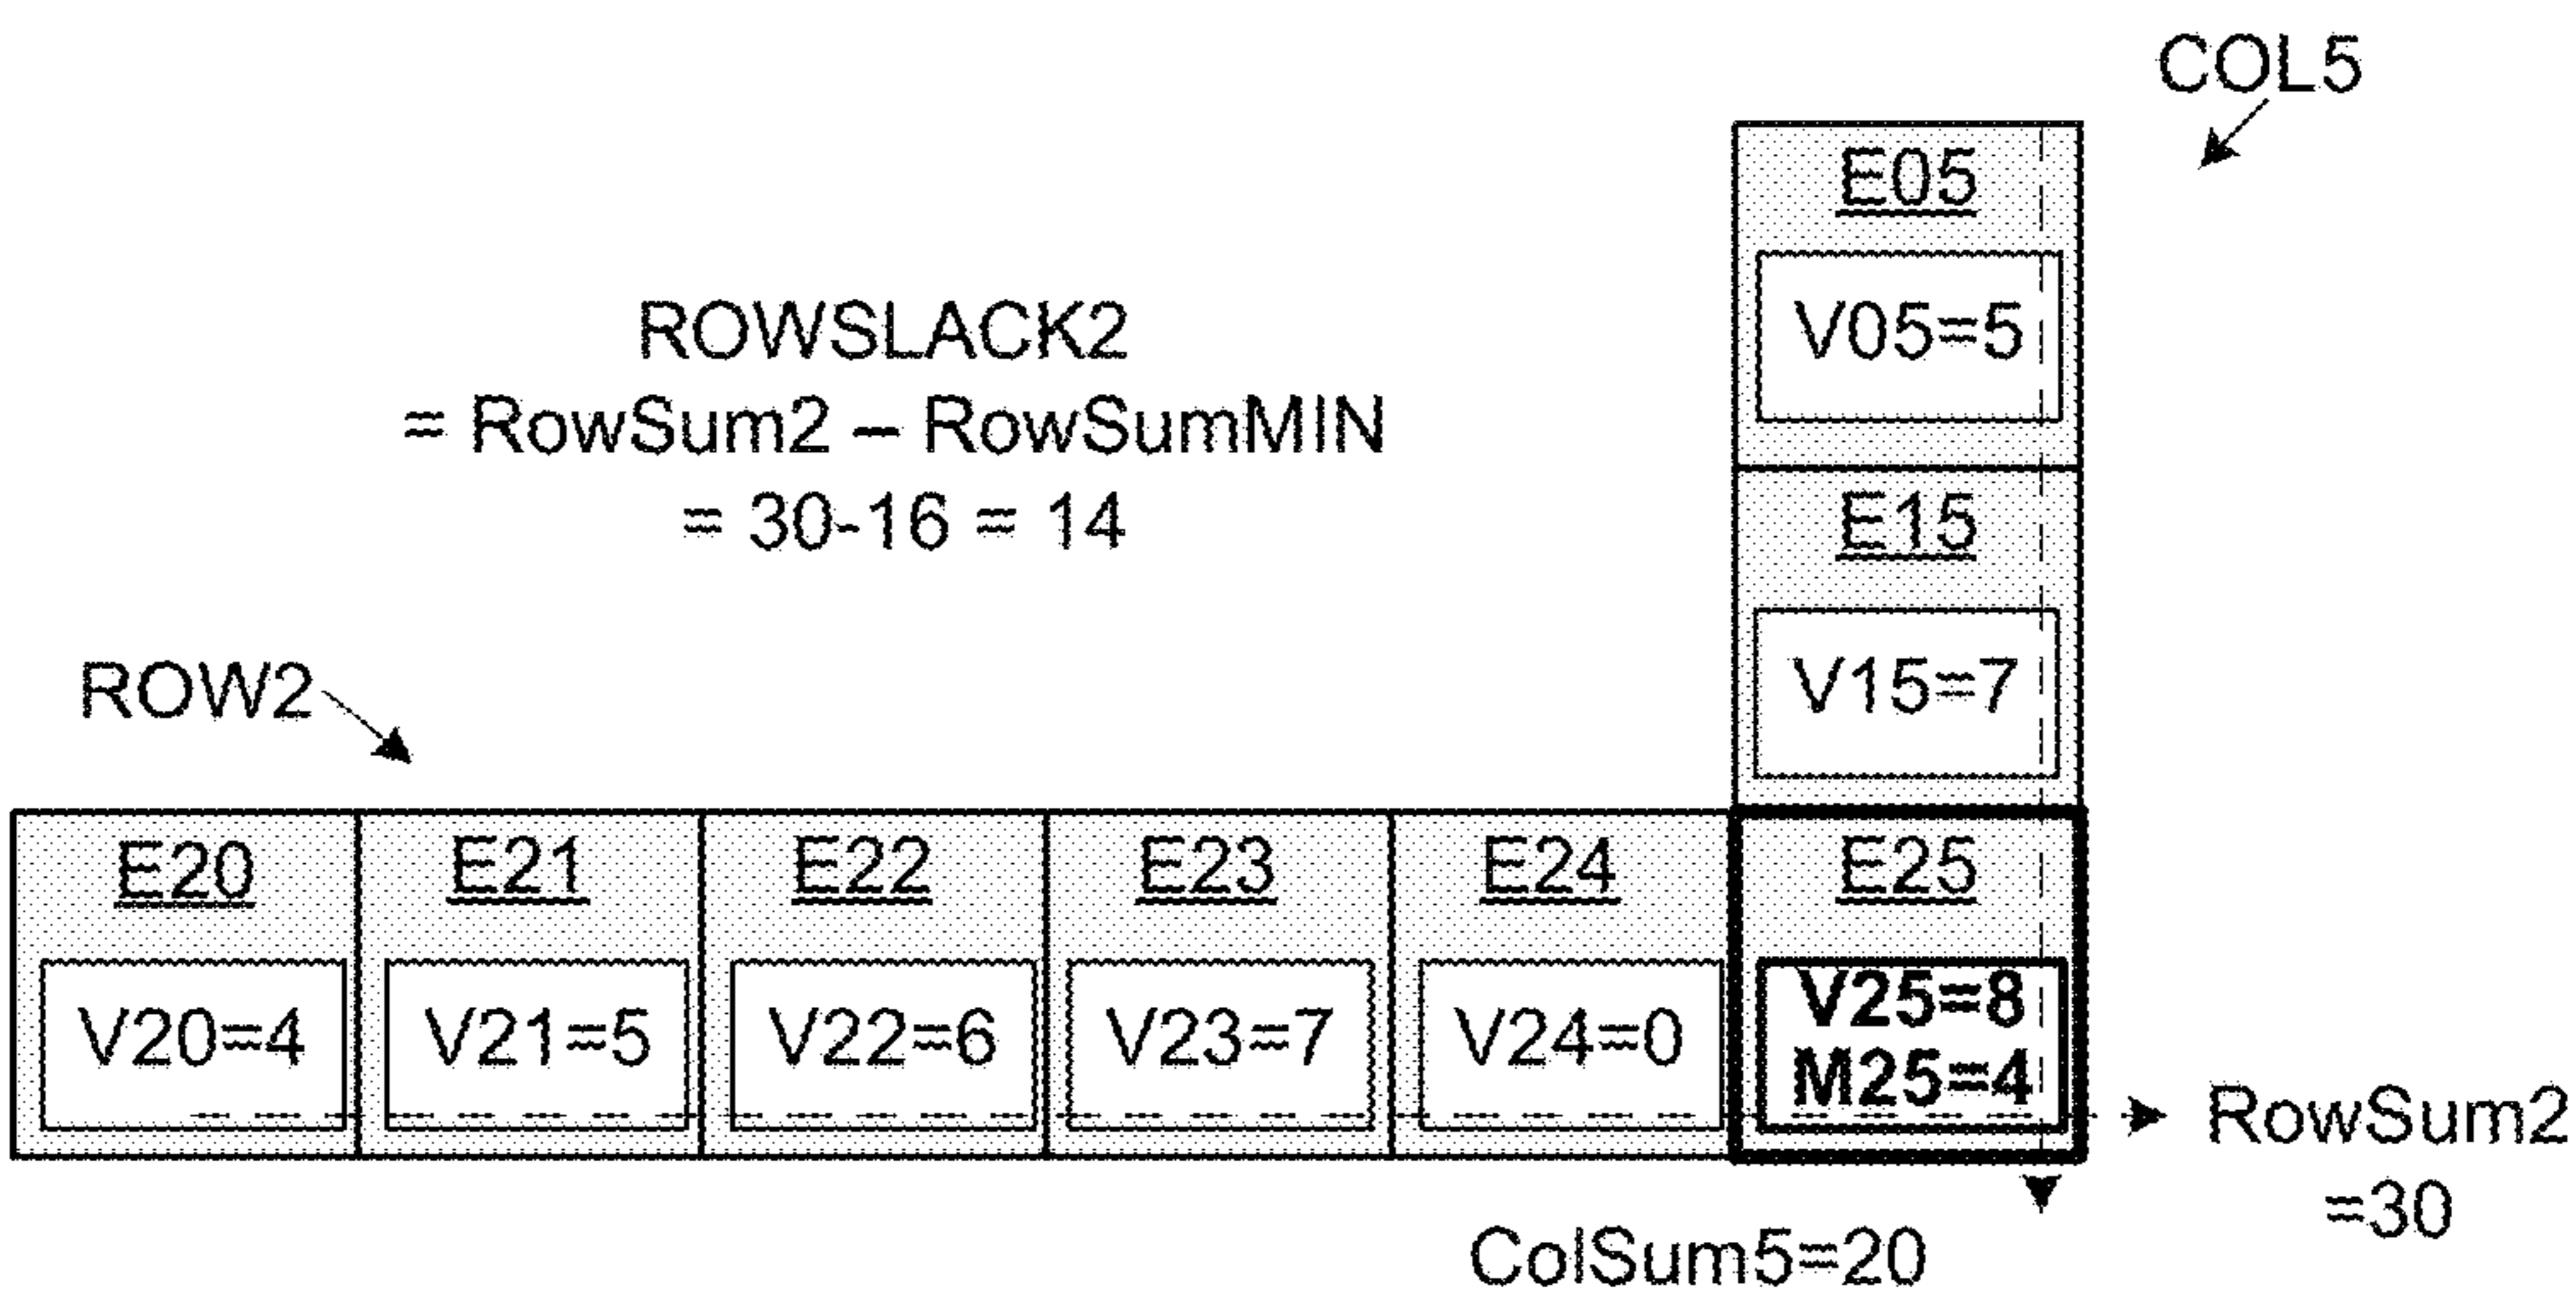 COL5
E05
V05=5
ROWSLACK2
= RowSum2 – RowSumMIN
= 30-16 = 14
E15
V15=7
ROW2
E20
E21
E22
E23
E24
E25
V20=4
V21=5
V22=6
V23=7
V24=0
V25=8
M25=4
RowSum2
=30
ColSum5=20